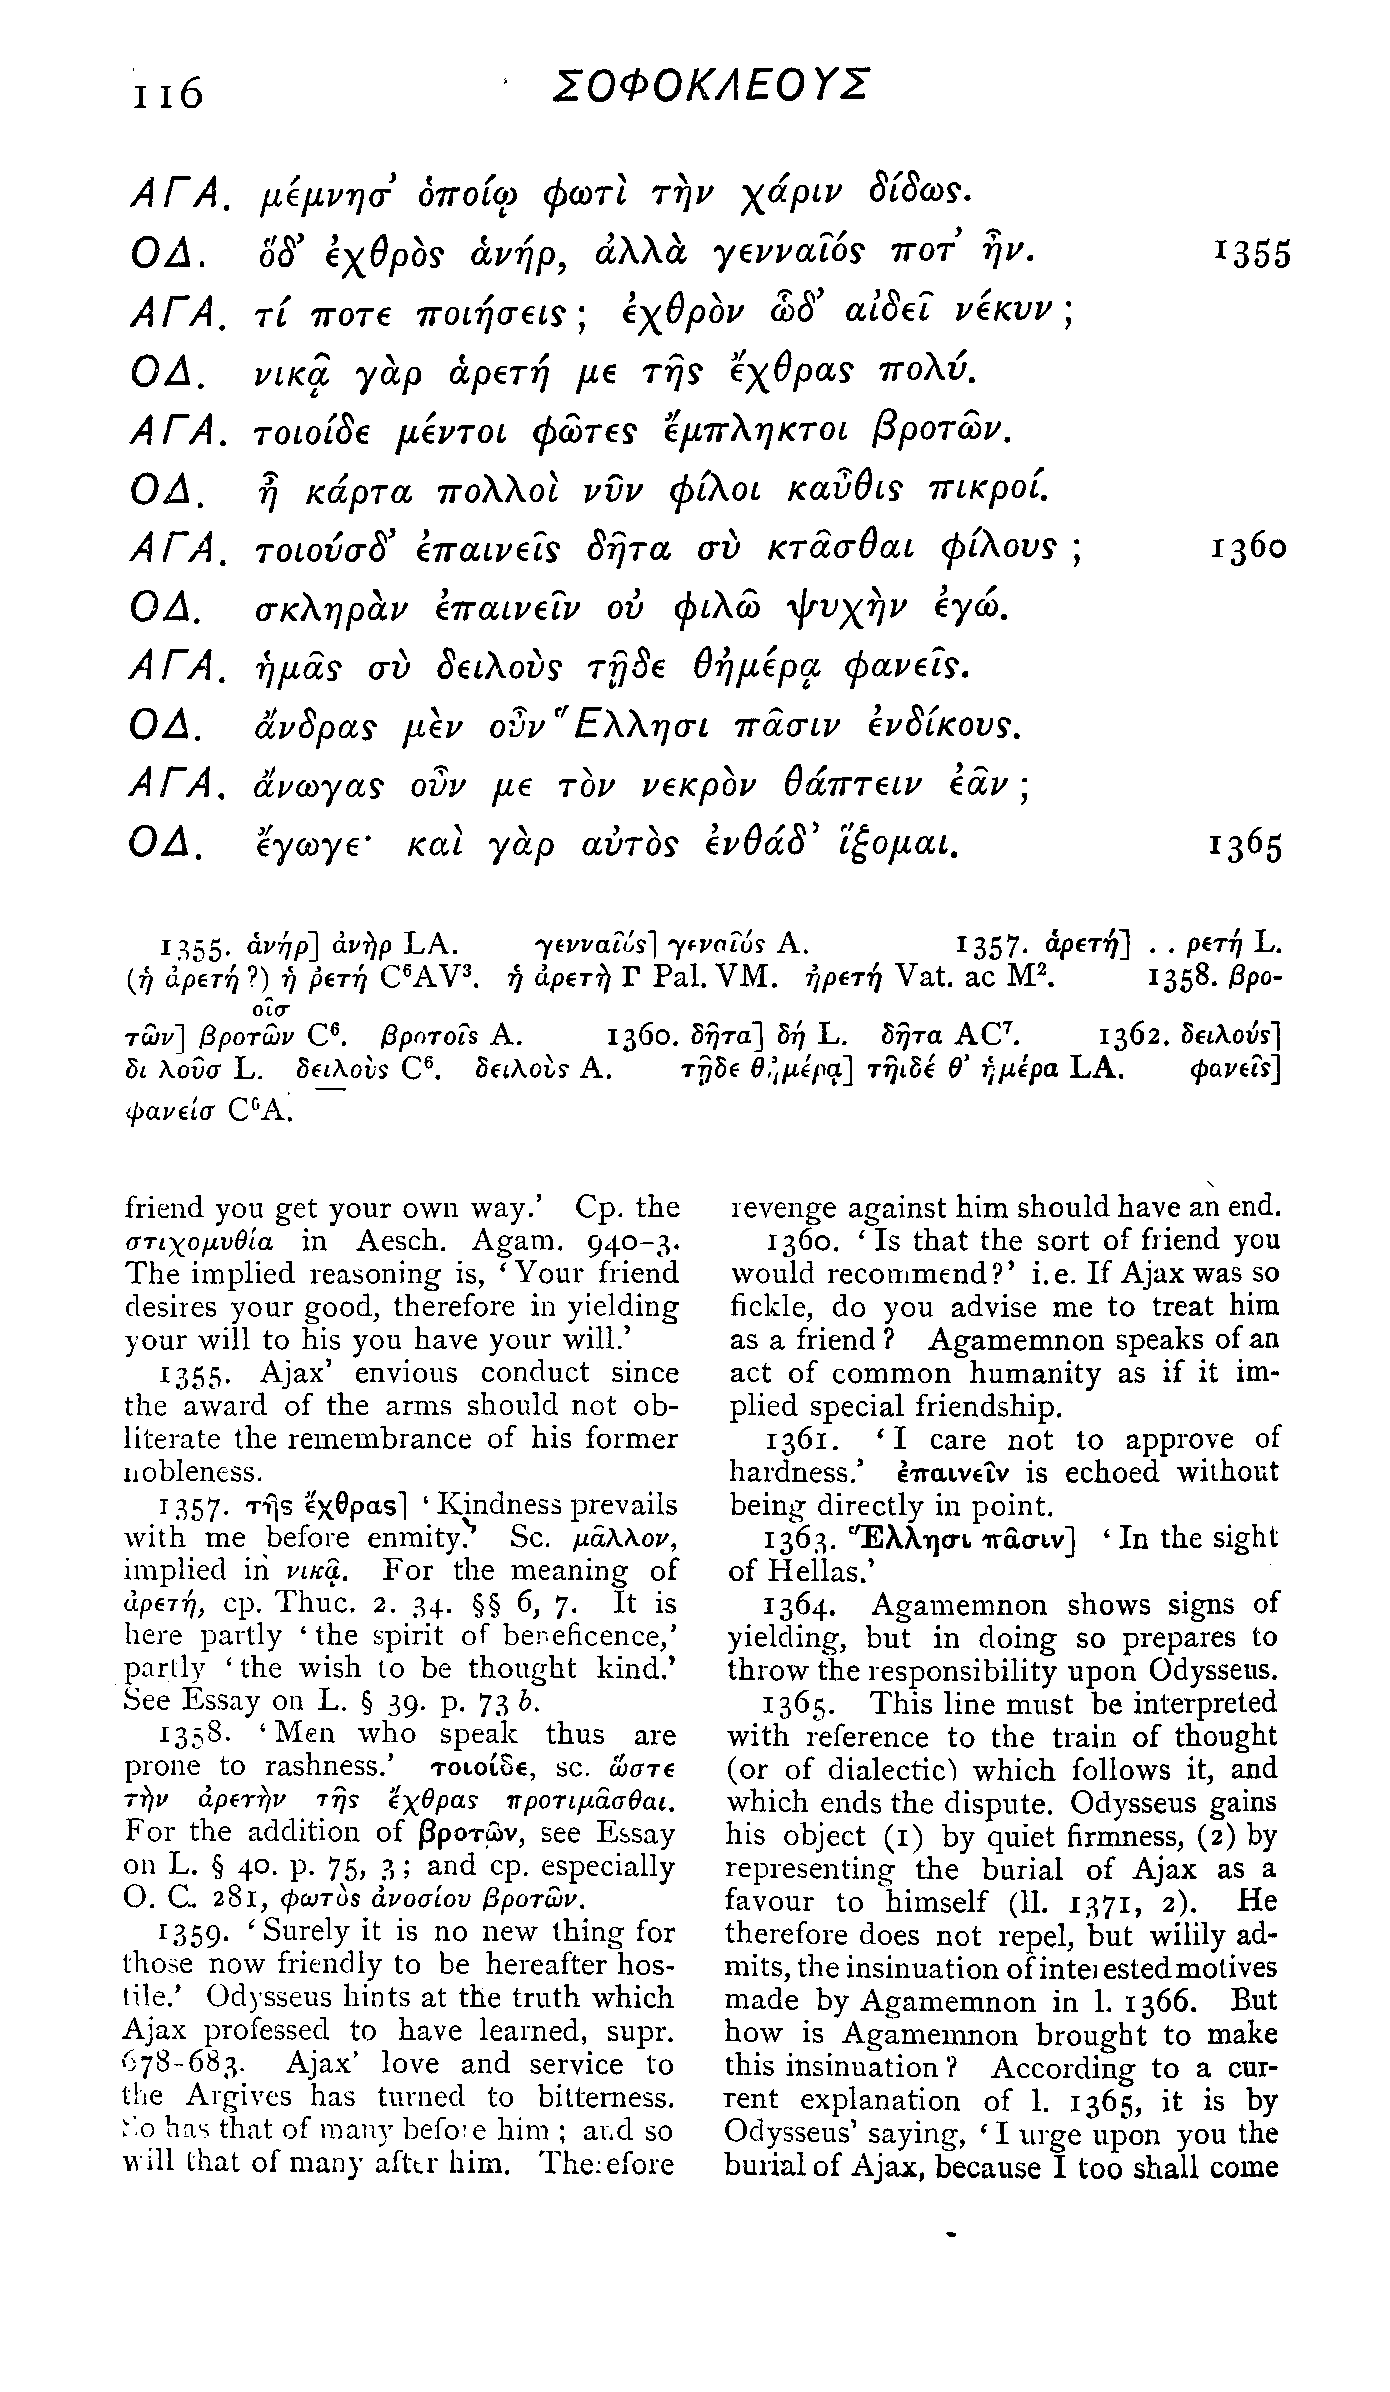 116 ΣΟΦΟΚΛΕΟΥΣ
ΑΓΑ. μέμνησ’ ὁποίῳ φωτὶ τὴν χάριν δίδως.
ΟΔ. ὅδ’ ἐχθρὸς ἁνήρ, ἀλλὰ γενναῖός ποτ’ ἦν. 1355
ΑΓΑ. τί ποτε ποιήσεις ; ἐχθρὸν ὧδ’ αἰδεῖ νέκυν ;
ΟΔ. νικᾷ γὰρ ἁρετή με τῆς ἔχθρας πολύ.
ΑΓΑ. τοιοίδε μέντοι φῶτες ἔμπληκτοι βροτῶν.
ΟΔ. ἦ κάρτα πολλοὶ νῦν φίλοι καὖθις πικροί.
ΑΓΑ. τοιούσδ’ ἐπαινεῖς δῆτα σὺ κτᾶσθαι φίλους ; 1360
ΟΔ. σκληρὰν ἐπαινεῖν οὐ φιλῶ ψυχὴν ἐγώ.
ΑΓΑ. ἡμᾶς σὺ δειλοὺς τῇδε θἠμέρᾳ φανεῖς.
ΟΔ. ἄνδρας μὲν οὖν Ἕλλησι πᾶσιν ἐνδίκους.
ΑΓΑ. ἄνωγας οὖν με τὸν νεκρὸν θάπτειν ἐᾶν ;
ΟΔ. ἔγωγε· καὶ γὰρ αὐτὸς ἐνθάδ’ ἵξομαι. 1365
1355. ἁνήρ] ἀνὴρ LA. γενναῖός] γεναῖός A. 1357. ἁρετή] . . ρετή L.
(ἡ ἀρετή ?) ἡ ῥετή C⁶AV³. ἡ ἀρετὴ Γ Pal. VM. ἠρετή Vat. ac M². 1358. βρο-
οῖσ
τῶν] βροτῶν C⁶. βροτοῖς A. 1360. δῆτα] δή L. δῆτα AC⁷. 1362. δειλούς]
δι λοῦσ L. δειλοὺς C⁶. δειλοὺς A. τῇδε θἠμέρᾳ] τῆιδέ θ’ ἡμέρα LA. φανεῖς]
φανείσ C⁶A.
friend you get your own way.’ Cp. the
στιχομυθία in Aesch. Agam. 940–3.
The implied reasoning is, ‘Your friend
desires your good, therefore in yielding
your will to his you have your will.’
1355. Ajax’ envious conduct since
the award of the arms should not ob-
literate the remembrance of his former
nobleness.
1357. τῆς ἔχθρας] ‘Kindness prevails
with me before enmity.’ Sc. μᾶλλον,
implied in νικᾷ. For the meaning of
ἀρετή, cp. Thuc. 2. 34. §§ 6, 7. It is
here partly ‘the spirit of beneficence,’
partly ‘the wish to be thought kind.’
See Essay on L. § 39. p. 73 b.
1358. ‘Men who speak thus are
prone to rashness.’ τοιοίδε, sc. ὥστε
τὴν ἀρετὴν τῆς ἔχθρας προτιμᾶσθαι.
For the addition of βροτῶν, see Essay
on L. § 40. p. 75, 3; and cp. especially
O. C. 281, φωτὸς ἀνοσίου βροτῶν.
1359. ‘Surely it is no new thing for
those now friendly to be hereafter hos-
tile.’ Odysseus hints at the truth which
Ajax professed to have learned, supr.
678–683. Ajax’ love and service to
the Argives has turned to bitterness.
So has that of many before him ; and so
will that of many after him. Therefore
revenge against him should have an end.
1360. ‘Is that the sort of friend you
would recommend?’ i.e. If Ajax was so
fickle, do you advise me to treat him
as a friend? Agamemnon speaks of an
act of common humanity as if it im-
plied special friendship.
1361. ‘I care not to approve of
hardness.’ ἐπαινεῖν is echoed without
being directly in point.
1363. Ἕλλησι πᾶσιν] ‘In the sight
of Hellas.’
1364. Agamemnon shows signs of
yielding, but in doing so prepares to
throw the responsibility upon Odysseus.
1365. This line must be interpreted
with reference to the train of thought
(or of dialectic) which follows it, and
which ends the dispute. Odysseus gains
his object (1) by quiet firmness, (2) by
representing the burial of Ajax as a
favour to himself (ll. 1371, 2). He
therefore does not repel, but wilily ad-
mits, the insinuation of interested motives
made by Agamemnon in l. 1366. But
how is Agamemnon brought to make
this insinuation? According to a cur-
rent explanation of l. 1365, it is by
Odysseus’ saying, ‘I urge upon you the
burial of Ajax, because I too shall come